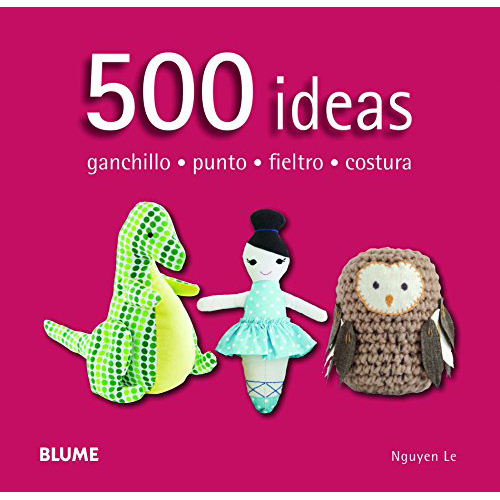 500 ideas
ganchillo • punto • fieltro • costura
BLUME
Nguyen Le